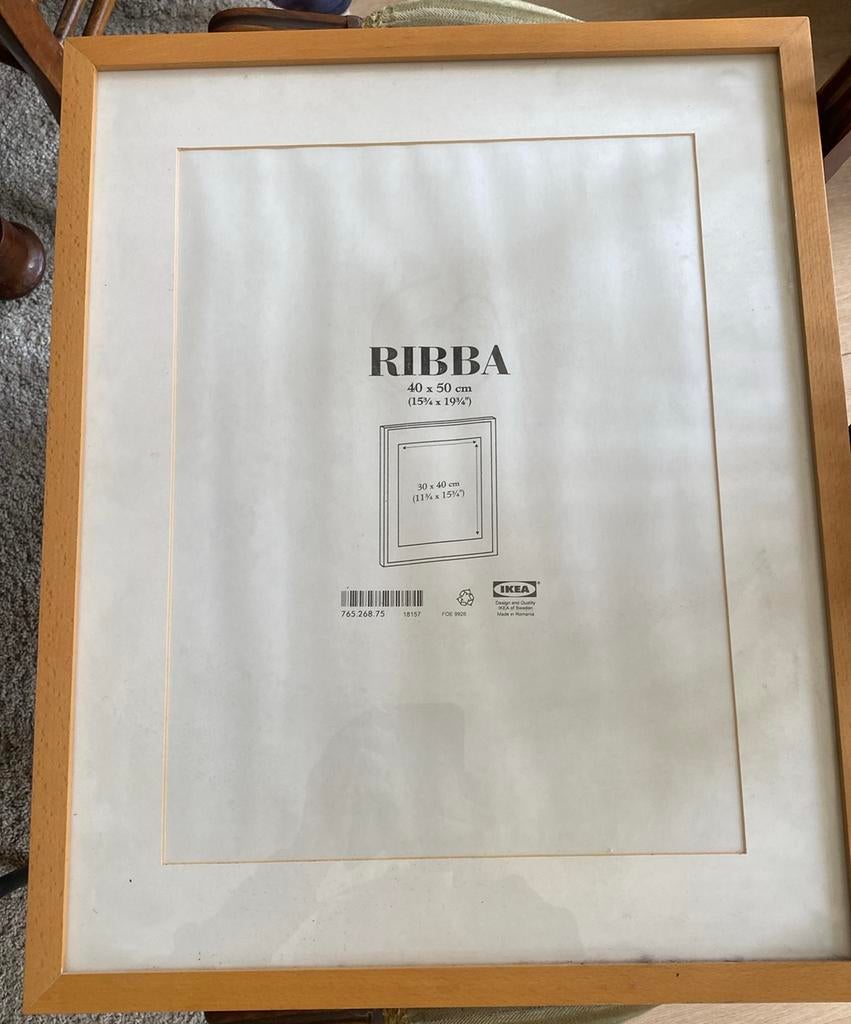 RIBBA
40 x 50 cm
(15¾ x 19¾")
30 x 40 cm
(11¾ x 15¾")
765.268.75 18157 FOE 9926
IKEA®
Design and Quality
IKEA of Sweden
Made in Romania